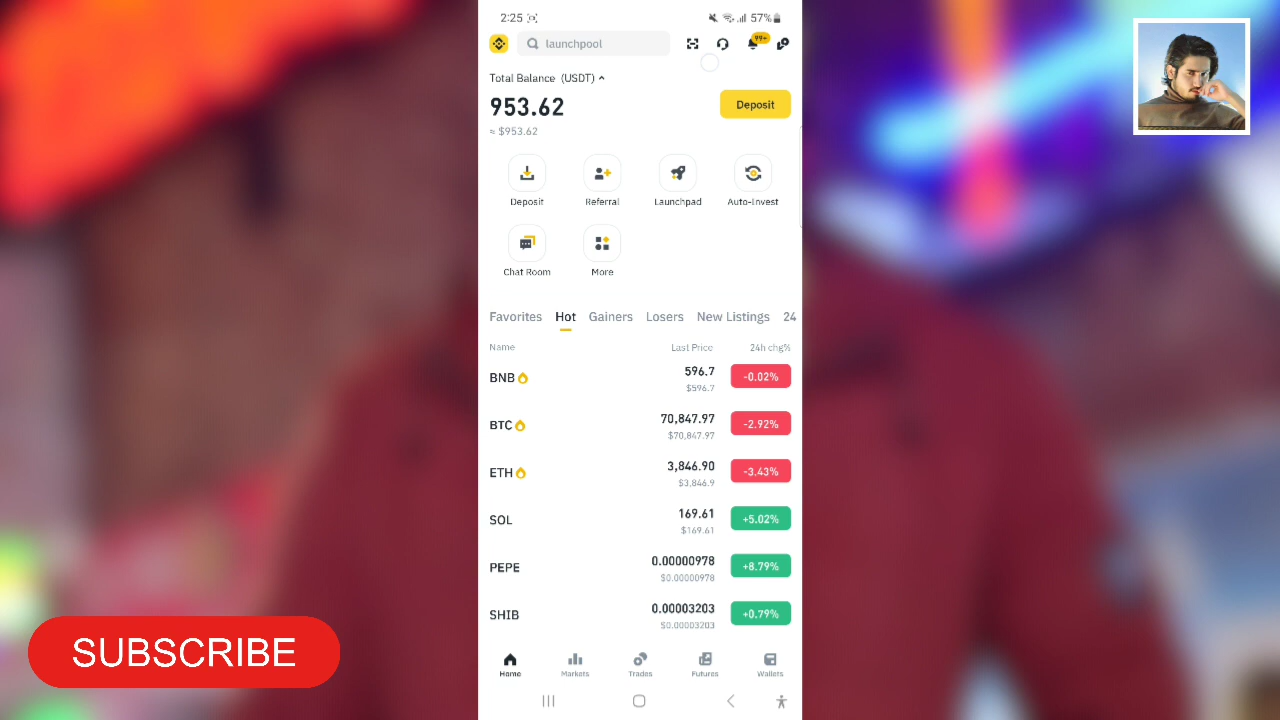 2:25 57%
launchpool 99+
Total Balance (USDT)
953.62 Deposit
≈ $953.62
Deposit Referral Launchpad Auto-Invest
Chat Room More
Favorites Hot Gainers Losers New Listings 24
Name Last Price 24h chg%
BNB 596.7 -0.02%
$596.7
BTC 70,847.97 -2.92%
$70,847.97
ETH 3,846.90 -3.43%
$3,846.9
SOL 169.61 +5.02%
$169.61
PEPE 0.00000978 +8.79%
$0.00000978
SHIB 0.00003203 +0.79%
$0.00003203
Home Markets Trades Futures Wallets
SUBSCRIBE